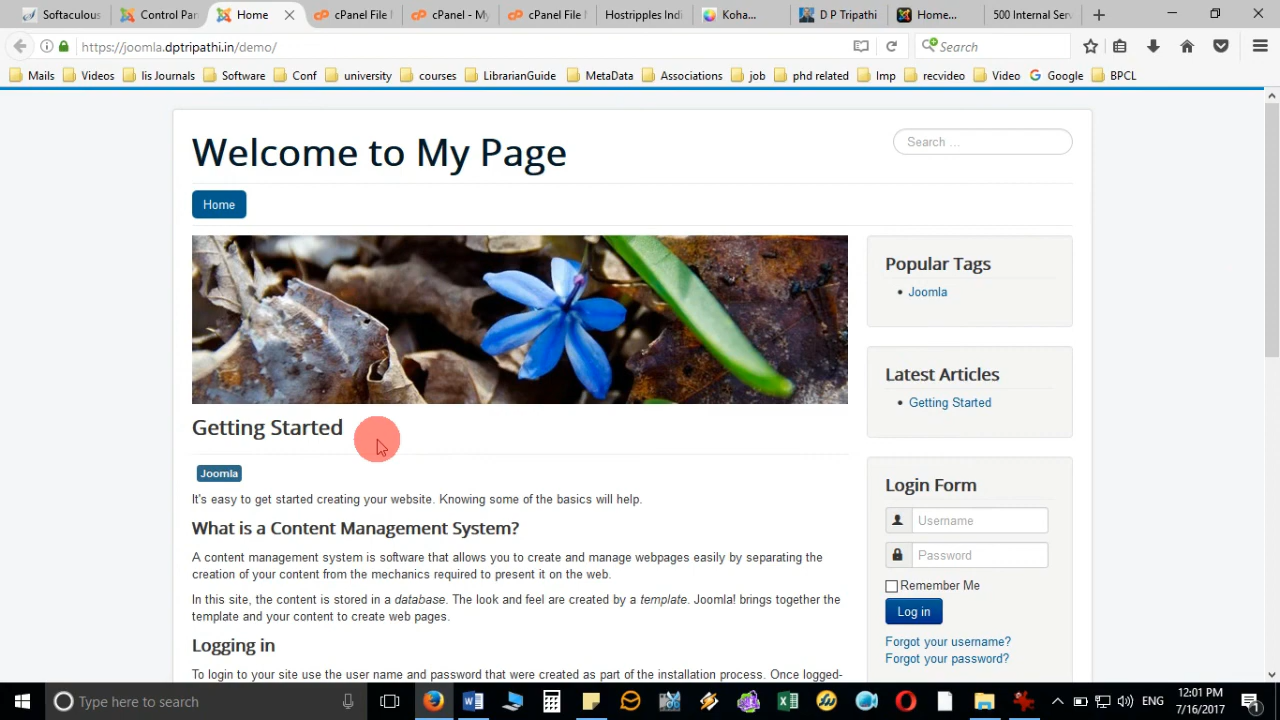 Softaculous
Control Pan
Home
cPanel File M
cPanel - My
cPanel File M
Hostripples Indi
Koha...
D P Tripathi
Home...
500 Internal Serv
https://joomla.dptripathi.in/demo/
Search
Mails
Videos
lis Journals
Software
Conf
university
courses
LibrarianGuide
MetaData
Associations
job
phd related
Imp
recvideo
Video
Google
BPCL
Welcome to My Page
Search ...
Home
Popular Tags
Joomla
Latest Articles
Getting Started
Getting Started
Joomla
It's easy to get started creating your website. Knowing some of the basics will help.
What is a Content Management System?
A content management system is software that allows you to create and manage webpages easily by separating the
creation of your content from the mechanics required to present it on the web.
In this site, the content is stored in a database. The look and feel are created by a template. Joomla! brings together the
template and your content to create web pages.
Logging in
To login to your site use the user name and password that were created as part of the installation process. Once logged-
Login Form
Username
Password
Remember Me
Log in
Forgot your username?
Forgot your password?
Type here to search
ENG
12:01 PM
7/16/2017
1